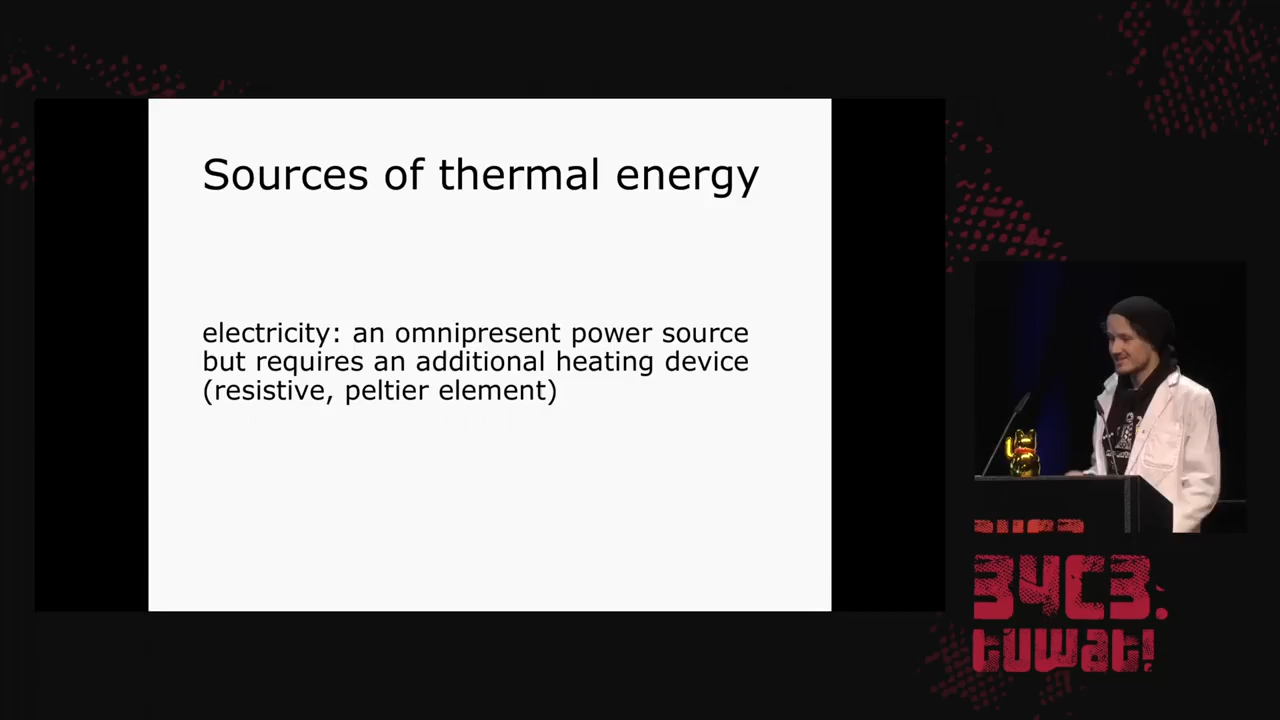 Sources of thermal energy
electricity: an omnipresent power source
but requires an additional heating device
(resistive, peltier element)
34C3.
tuwat!